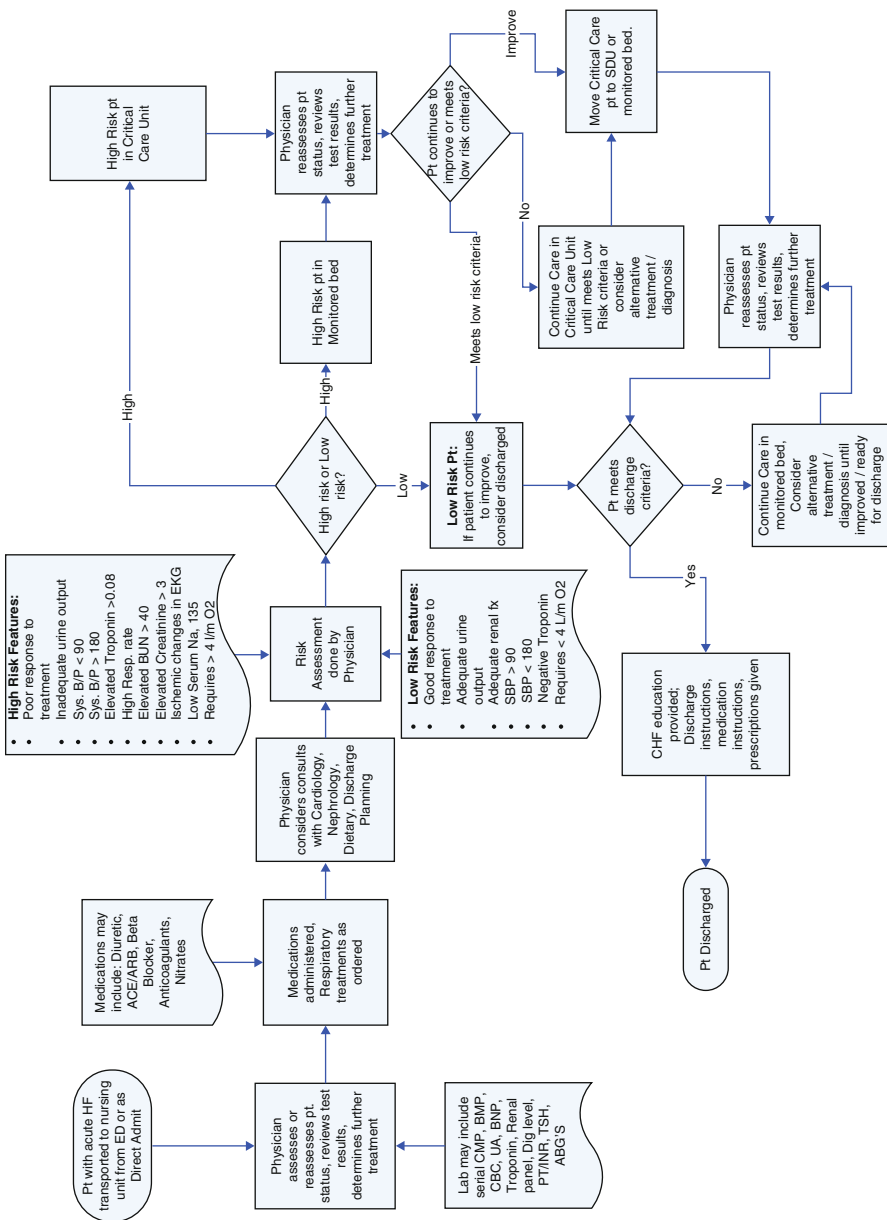 Pt with acute HF
transported to nursing
unit from ED or as
Direct Admit
Physician
assesses or
reassesses pt.
status, reviews test
results,
determines further
treatment
Lab may include
serial CMP, BMP,
CBC, UA, BNP,
Troponin, Renal
panel, Dig level,
PT/INR, TSH,
ABG'S
Medications may
include: Diuretic,
ACE/ARB, Beta
Blocker,
Anticoagulants,
Nitrates
Medications
administered,
Respiratory
treatments as
ordered
Physician
considers consults
with Cardiology,
Nephrology,
Dietary, Discharge
Planning
High Risk Features:
• Poor response to
treatment
• Inadequate urine output
• Sys. B/P < 90
• Sys. B/P > 180
• Elevated Troponin >0.08
• High Resp. rate
• Elevated BUN > 40
• Elevated Creatinine > 3
• Ischemic changes in EKG
• Low Serum Na, 135
• Requires > 4 l/m O2
Risk
Assessment
done by
Physician
• Low Risk Features:
• Good response to
treatment
• Adequate urine
output
• Adequate renal fx
• SBP > 90
• SBP < 180
• Negative Troponin
• Requires < 4 L/m O2
High risk or Low
risk?
High
High
Low
High Risk pt
in Critical
Care Unit
High Risk pt in
Monitored bed
Low Risk Pt:
If patient continues
to improve,
consider discharged
Physician
reassesses pt
status, reviews
test results,
determines further
treatment
Pt continues to
improve or meets
low risk criteria?
Meets low risk criteria
No
Improve
Continue Care in
Critical Care Unit
until meets Low
Risk criteria or
consider
alternative
treatment /
diagnosis
Move Critical Care
pt to SDU or
monitored bed.
Physician
reassesses pt
status, reviews
test results,
determines further
treatment
Pt meets
discharge
criteria?
No
Yes
Continue Care in
monitored bed,
Consider
alternative
treatment /
diagnosis until
improved / ready
for discharge
CHF education
provided;
Discharge
instructions,
medication
instructions,
prescriptions given
Pt Discharged